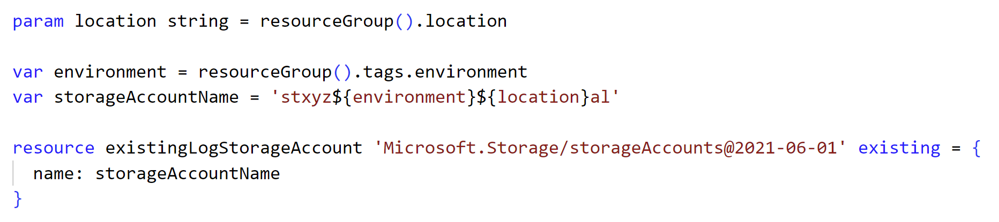 param location string = resourceGroup().location
var environment = resourceGroup().tags.environment
var storageAccountName = 'stxyz${environment}${location}al'
resource existingLogStorageAccount 'Microsoft.Storage/storageAccounts@2021-06-01' existing = {
  name: storageAccountName
}